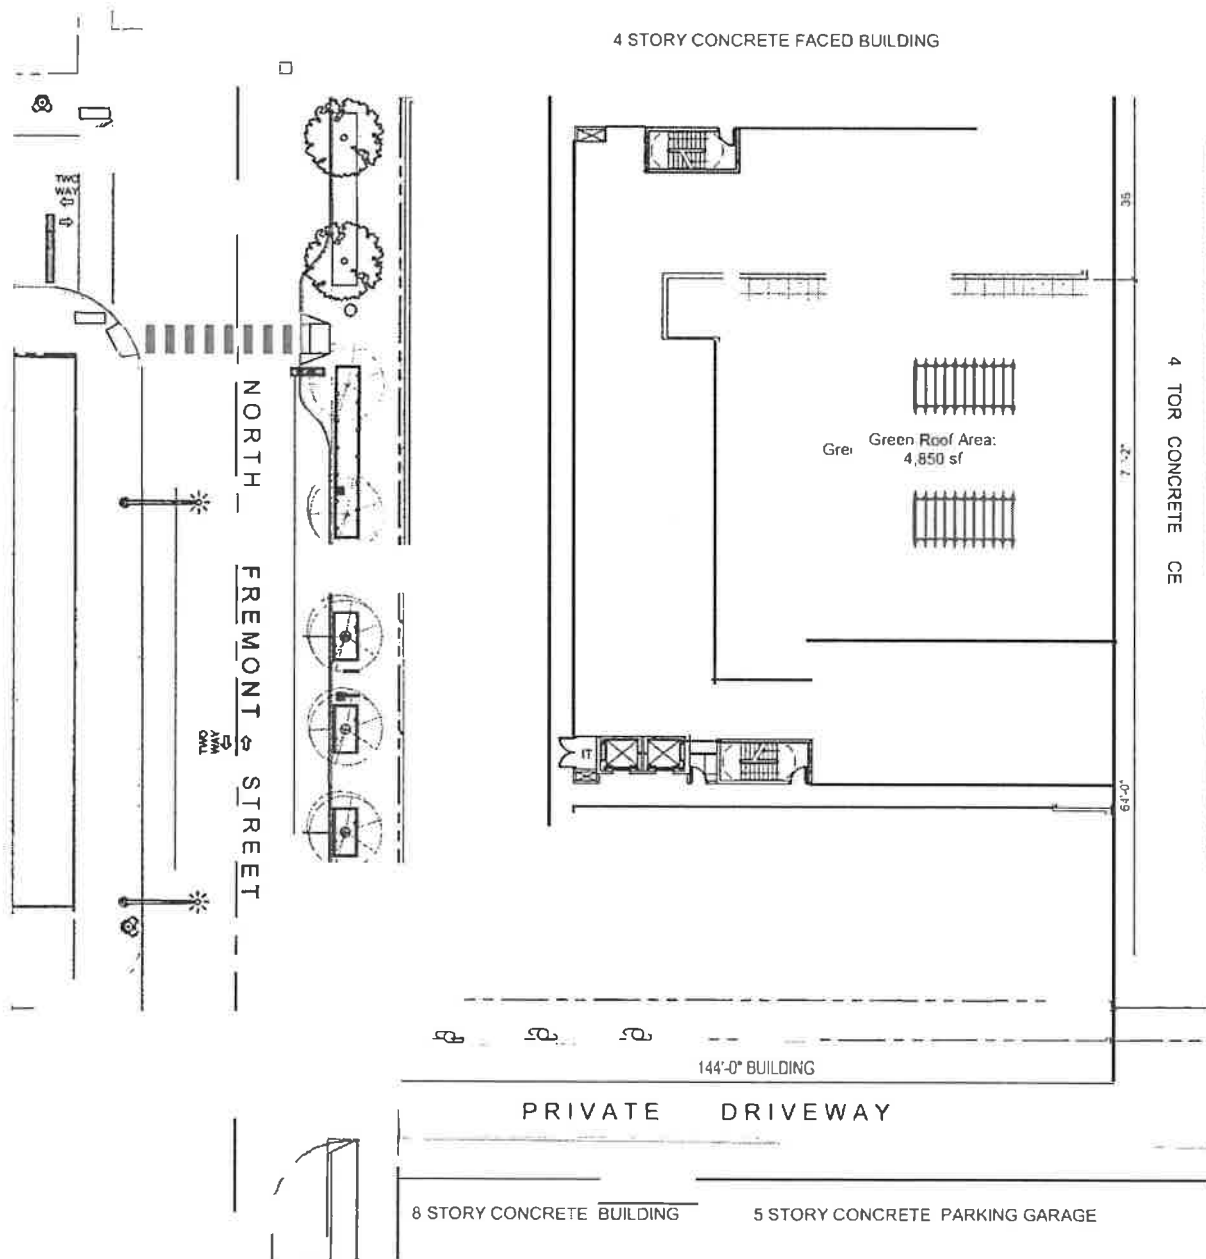 4 STORY CONCRETE FACED BUILDING
TWO
WAY
36
NORTH FREMONT STREET
Green Roof Area:
4,850 sf
4 TOR CONCRETE CE
TWO
WAY
IT
64'-0"
144'-0" BUILDING
PRIVATE DRIVEWAY
8 STORY CONCRETE BUILDING
5 STORY CONCRETE PARKING GARAGE